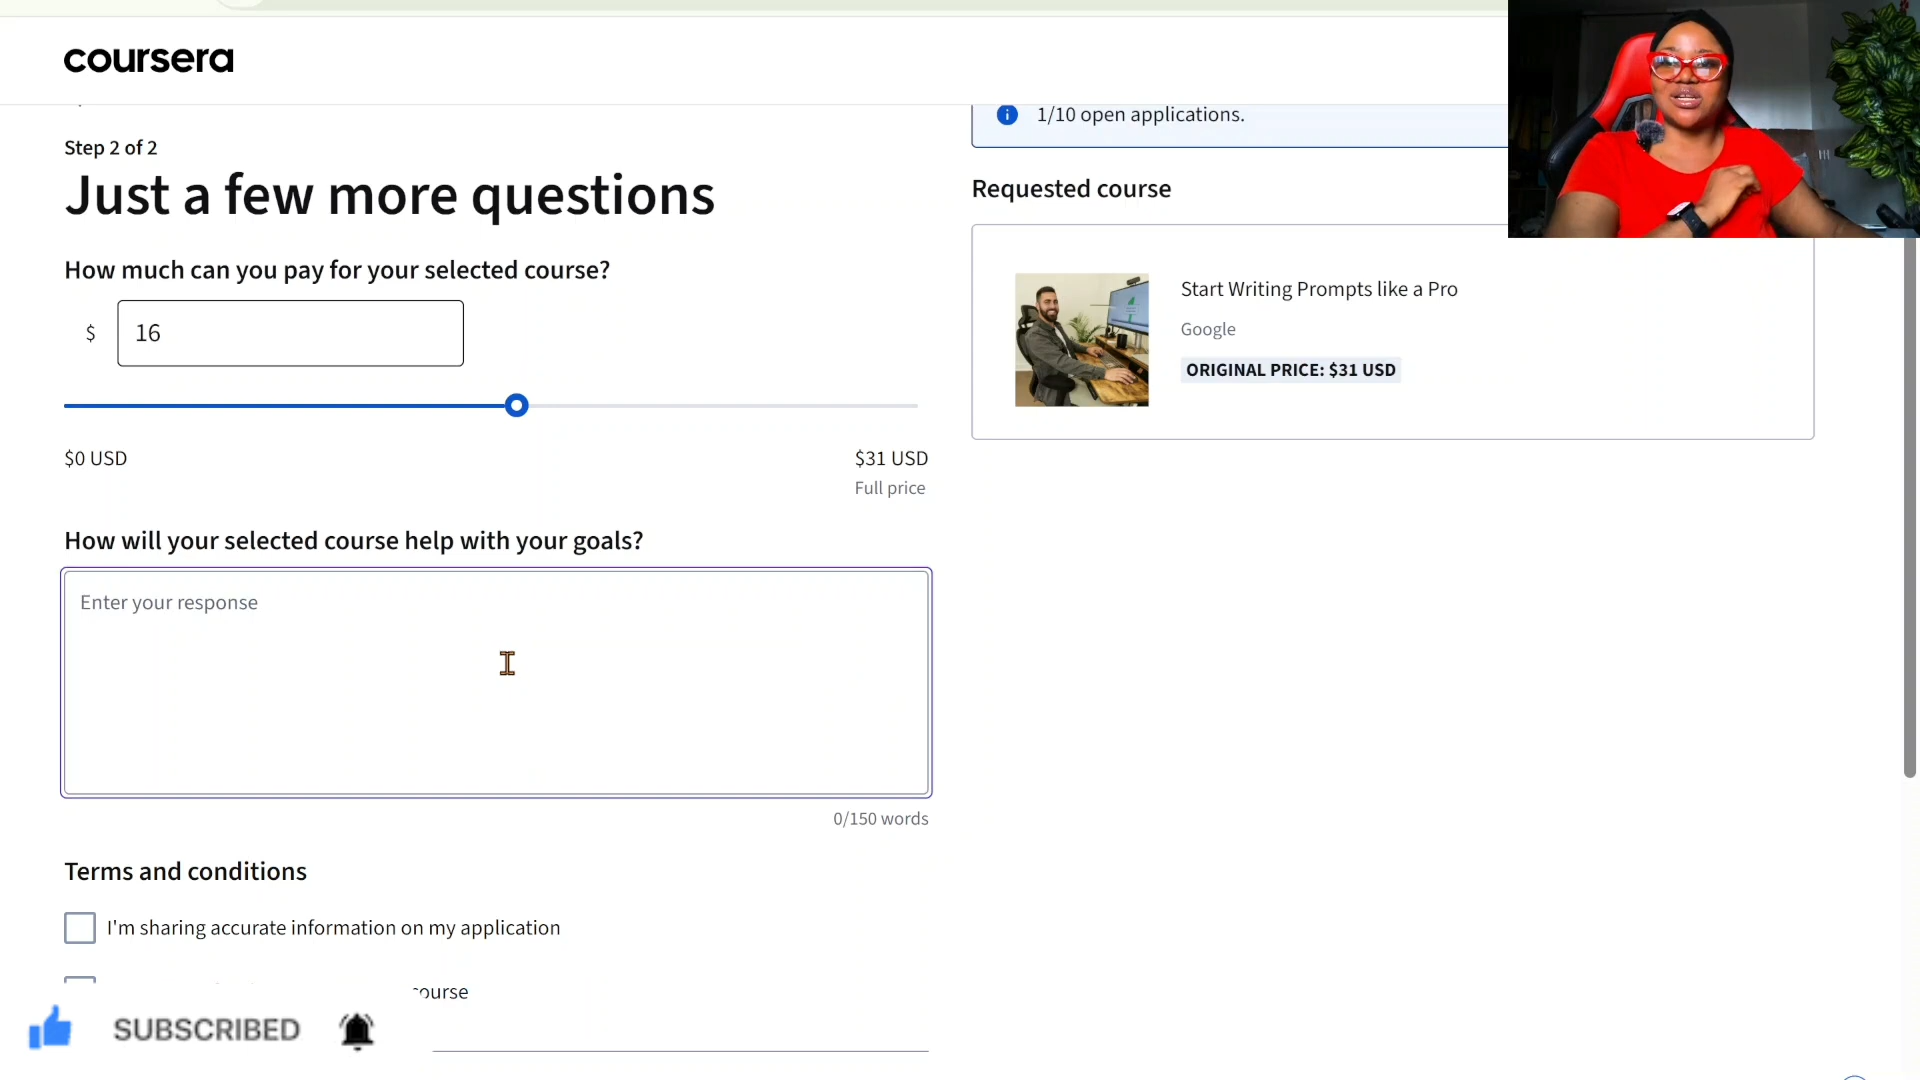 coursera
1/10 open applications.
Step 2 of 2
Just a few more questions
Requested course
How much can you pay for your selected course?
$ 16
Start Writing Prompts like a Pro
Google
ORIGINAL PRICE: $31 USD
$0 USD
$31 USD
Full price
How will your selected course help with your goals?
Enter your response
0/150 words
Terms and conditions
I'm sharing accurate information on my application
course
SUBSCRIBED